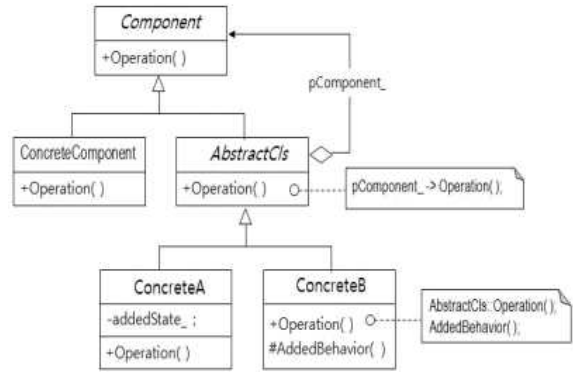 Component
+Operation( )
pComponent_
ConcreteComponent
+Operation( )
AbstractCls
+Operation( )
pComponent_ -> Operation( );
ConcreteA
-addedState_ ;
+Operation( )
ConcreteB
+Operation( )
#AddedBehavior( )
AbstractCls::Operation( );
AddedBehavior( );